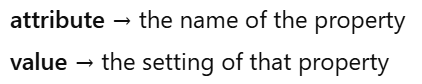 attribute → the name of the property
value → the setting of that property